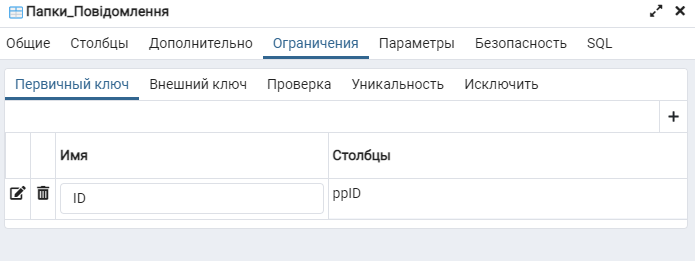 Папки_Повідомлення
Общие Столбцы Дополнительно Ограничения Параметры Безопасность SQL
Первичный ключ Внешний ключ Проверка Уникальность Исключить
Имя Столбцы
ID ppID